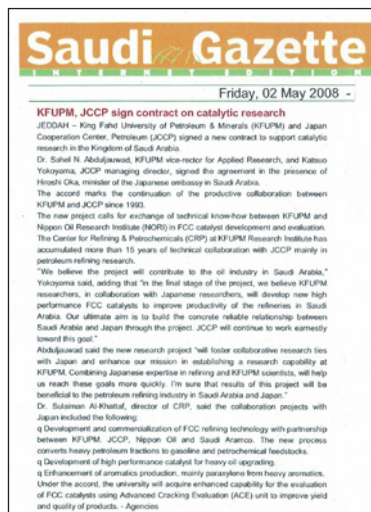 Saudi Gazette
INTERNET EDITION
Friday, 02 May 2008 -
KFUPM, JCCP sign contract on catalytic research
JEDDAH – King Fahd University of Petroleum & Minerals (KFUPM) and Japan
Cooperation Center, Petroleum (JCCP) signed a new contract to support catalytic
research in the Kingdom of Saudi Arabia.
Dr. Sahel N. Abduljauwad, KFUPM vice-rector for Applied Research, and Katsuo
Yokoyama, JCCP managing director, signed the agreement in the presence of
Hiroshi Oka, minister of the Japanese embassy in Saudi Arabia.
The accord marks the continuation of the productive collaboration between
KFUPM and JCCP since 1993.
The new project calls for exchange of technical know-how between KFUPM and
Nippon Oil Research Institute (NORI) in FCC catalyst development and evaluation.
The Center for Refining & Petrochemicals (CRP) at KFUPM Research Institute has
accumulated more than 15 years of technical collaboration with JCCP mainly in
petroleum refining research.
"We believe the project will contribute to the oil industry in Saudi Arabia,"
Yokoyama said, adding that "in the final stage of the project, we believe KFUPM
researchers, in collaboration with Japanese researchers, will develop new high
performance FCC catalysts to improve productivity of the refineries in Saudi
Arabia. Our ultimate aim is to build the concrete reliable relationship between
Saudi Arabia and Japan through the project. JCCP will continue to work earnestly
toward this goal."
Abduljauwad said the new research project "will foster collaborative research ties
with Japan and enhance our mission in establishing a research capability at
KFUPM. Combining Japanese expertise in refining and KFUPM scientists, will help
us reach these goals more quickly. I'm sure that results of this project will be
beneficial to the petroleum refining industry in Saudi Arabia and Japan."
Dr. Sulaiman Al-Khattaf, director of CRP, said the collaboration projects with
Japan included the following:
q Development and commercialization of FCC refining technology with partnership
between KFUPM, JCCP, Nippon Oil and Saudi Aramco. The new process
converts heavy petroleum fractions to gasoline and petrochemical feedstocks.
q Development of high performance catalyst for heavy oil upgrading.
q Enhancement of aromatics production, mainly paraxylene from heavy aromatics.
Under the accord, the university will acquire enhanced capability for the evaluation
of FCC catalysts using Advanced Cracking Evaluation (ACE) unit to improve yield
and quality of products. - Agencies